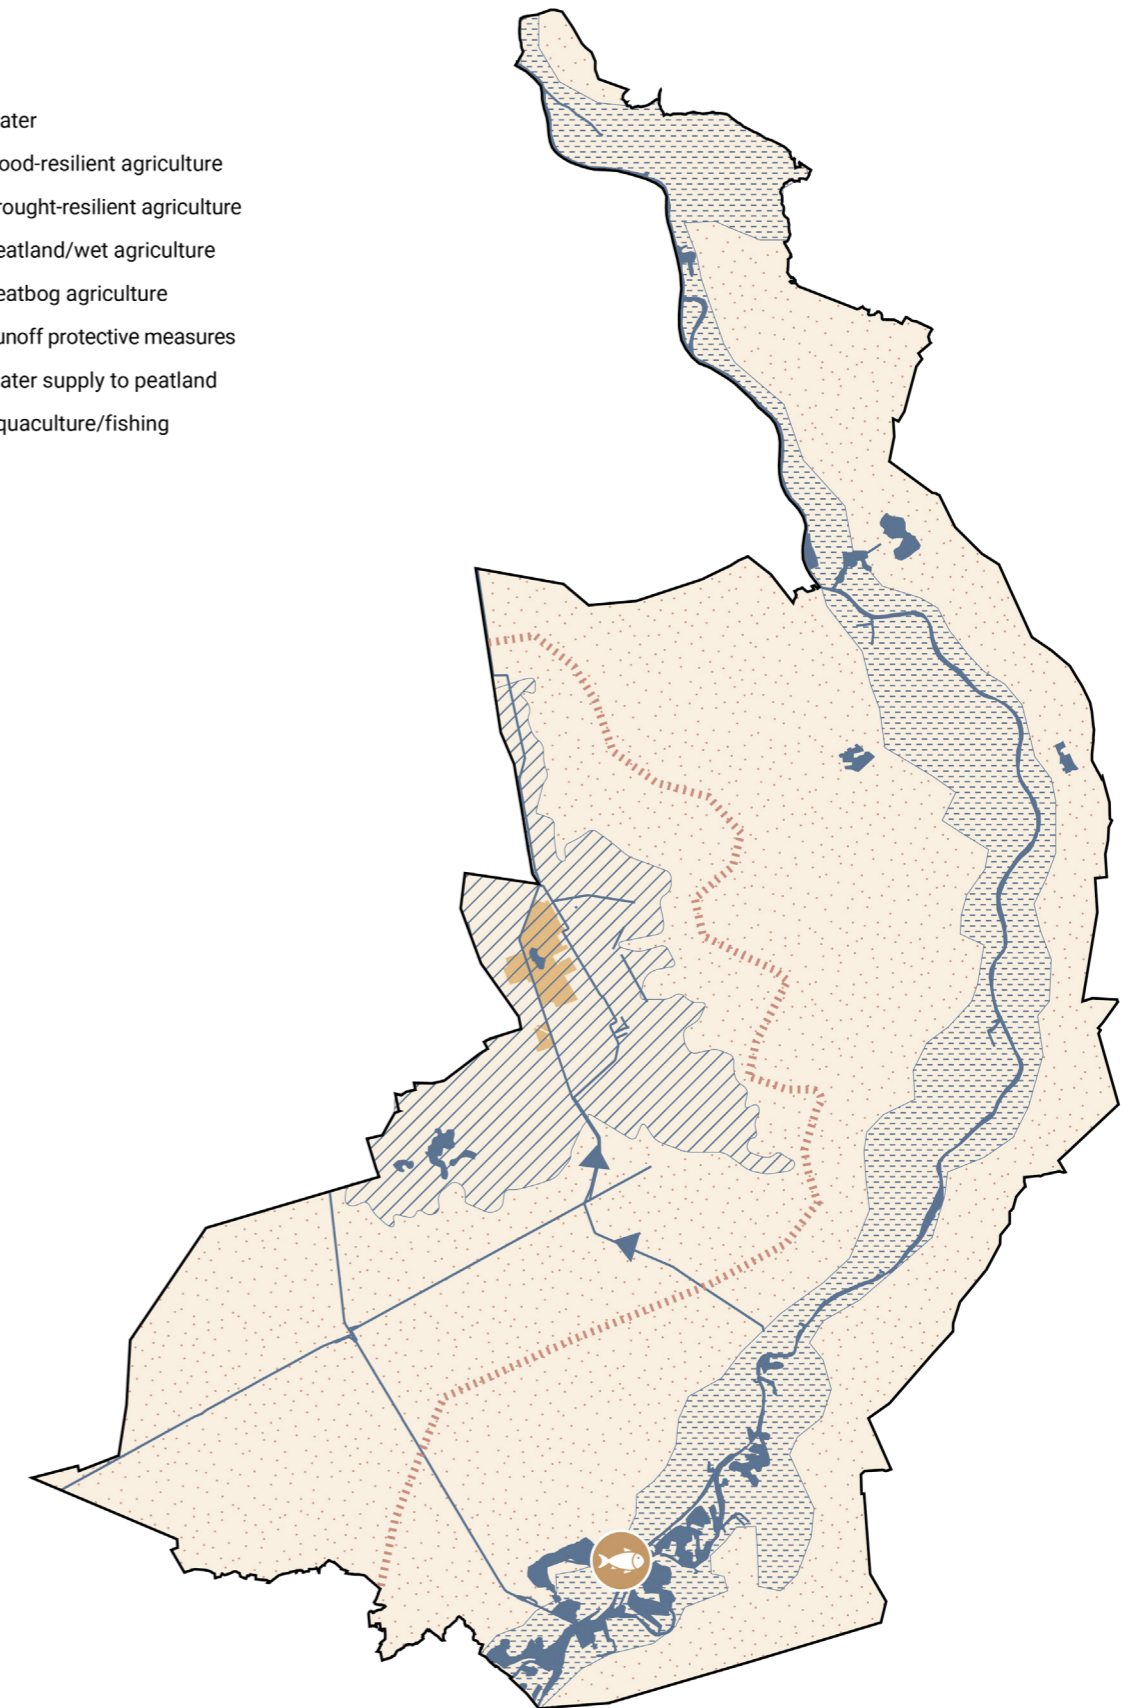 ater
ood-resilient agriculture
rought-resilient agriculture
eatland/wet agriculture
eatbog agriculture
unoff protective measures
ater supply to peatland
quaculture/fishing